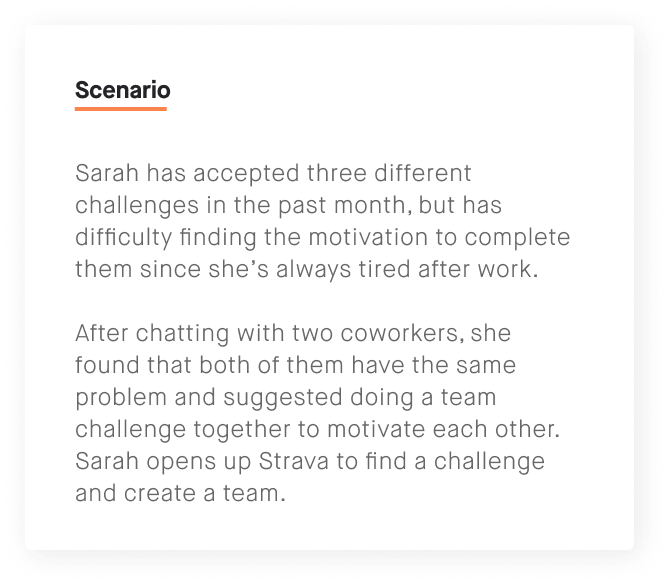 Scenario
Sarah has accepted three different
challenges in the past month, but has
difficulty finding the motivation to complete
them since she’s always tired after work.
After chatting with two coworkers, she
found that both of them have the same
problem and suggested doing a team
challenge together to motivate each other.
Sarah opens up Strava to find a challenge
and create a team.